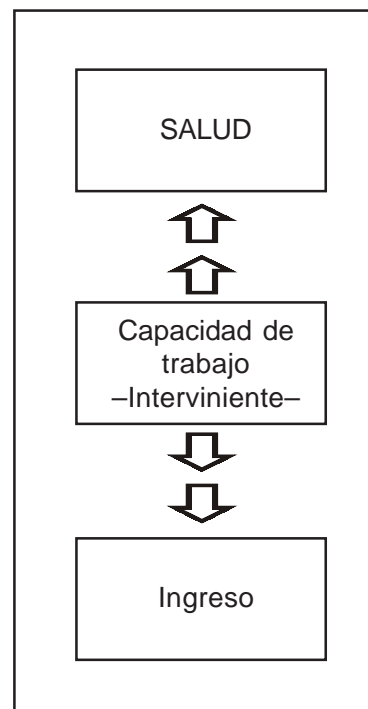 SALUD
Capacidad de
trabajo
–Interviniente–
Ingreso